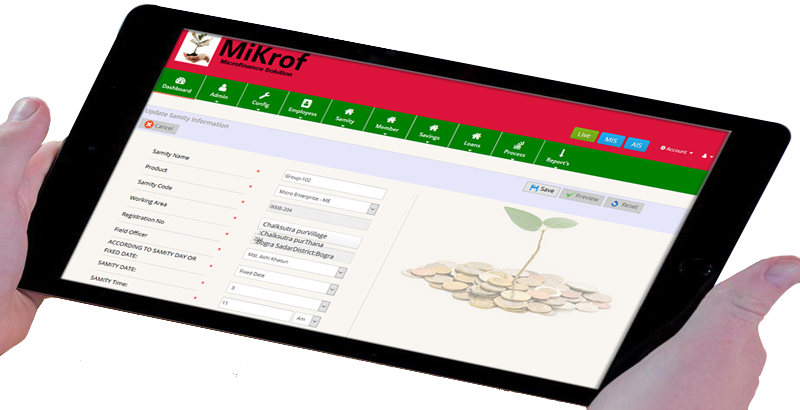 MiKrof
Microfinance Solution
Dashboard
Admin
Config
Employess
Samity
Member
Savings
Loans
Process
Report's
Live
MIS
AIS
Account
Update Samity Information
Cancel
Save
Preview
Reset
Samity Name
Group-102
Product
Micro Enterprise - ME
Samity Code
0008-204
Working Area
Chalksutra purVillage
:Chalksutra purThana
:Bogra SadarDistrict:Bogra
Registration No
Field Officer
Msp. Akhi Khatun
ACCORDING TO SAMITY DAY OR
FIXED DATE:
Fixed Date
SAMITY DATE:
3
SAMITY Time:
11
Am